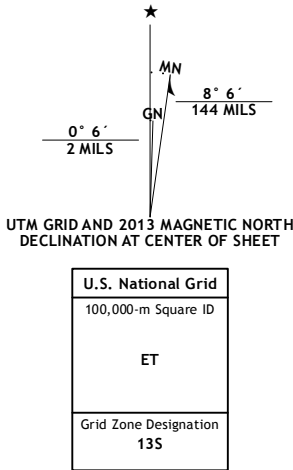 ★
MN
GN
8° 6´
144 MILS
0° 6´
2 MILS
UTM GRID AND 2013 MAGNETIC NORTH
DECLINATION AT CENTER OF SHEET
U.S. National Grid
100,000-m Square ID
ET
Grid Zone Designation
13S